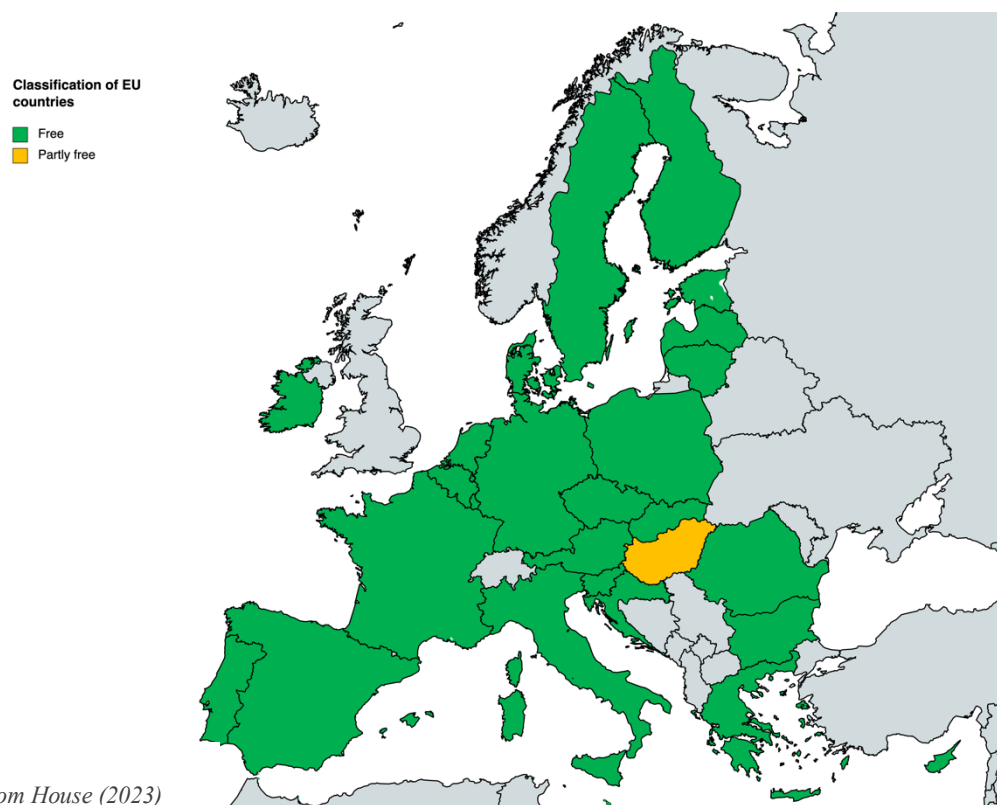 Classification of EU
countries
Free
Partly free
om House (2023)